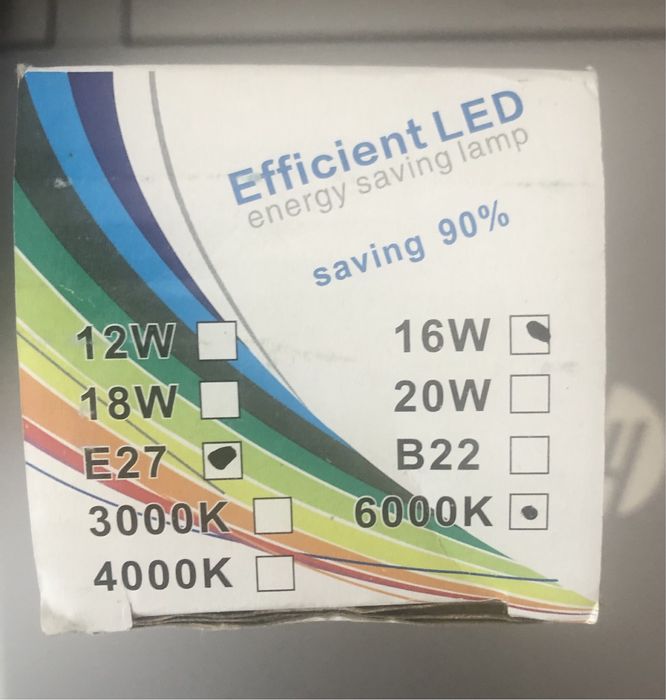 Efficient LED
energy saving lamp
saving 90%
12W
16W
18W
20W
E27
B22
3000K
6000K
4000K